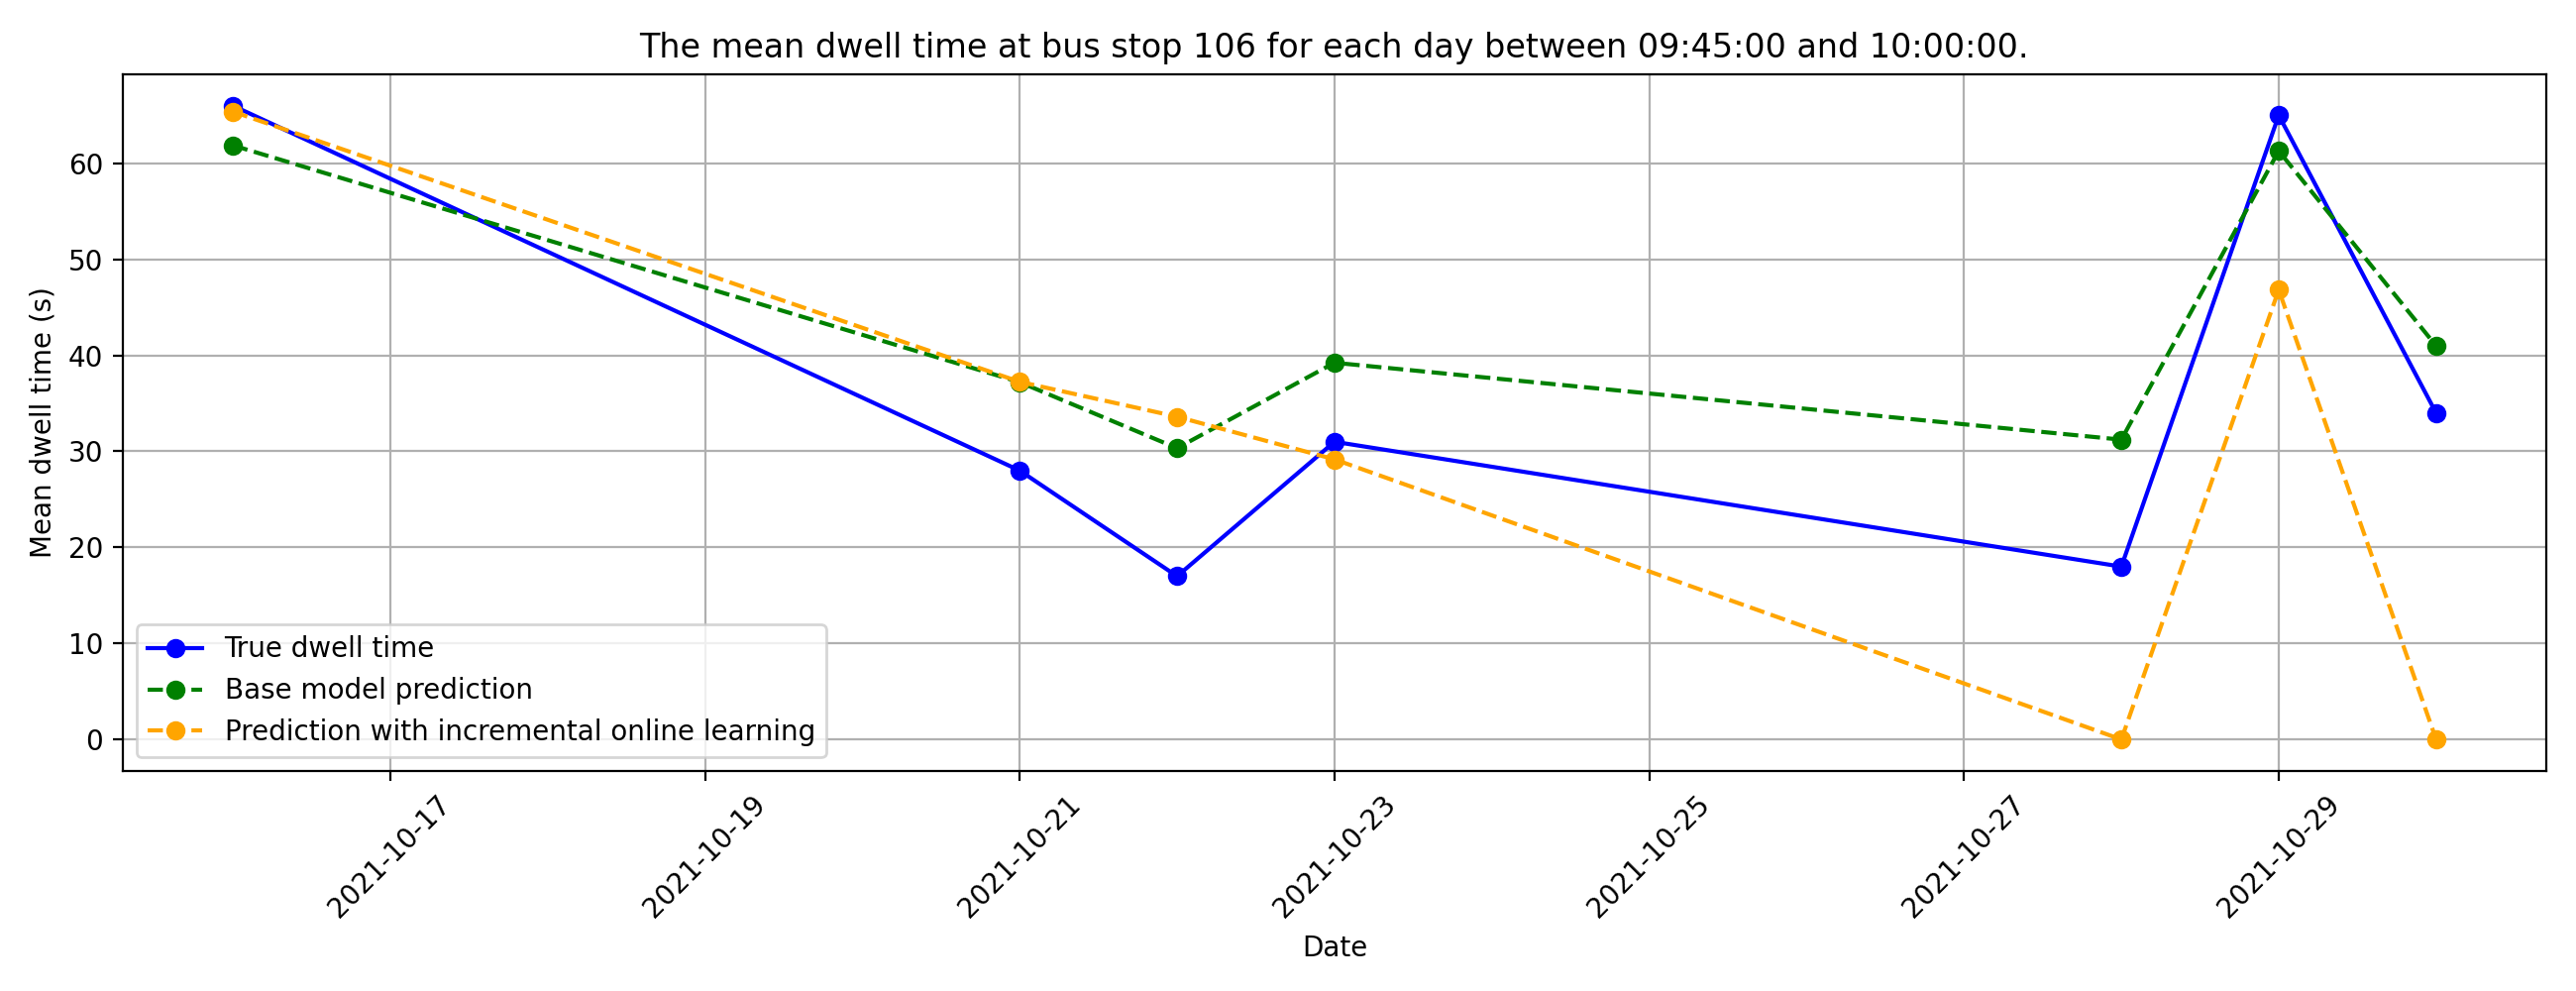 The mean dwell time at bus stop 106 for each day between 09:45:00 and 10:00:00.
Mean dwell time (s)
60
50
40
30
20
10
0
True dwell time
Base model prediction
Prediction with incremental online learning
2021-10-17
2021-10-19
2021-10-21
2021-10-23
2021-10-25
2021-10-27
2021-10-29
Date